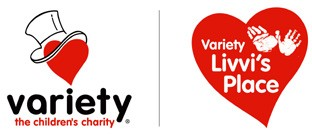 variety
the children's charity®
Variety
Livvi's
Place